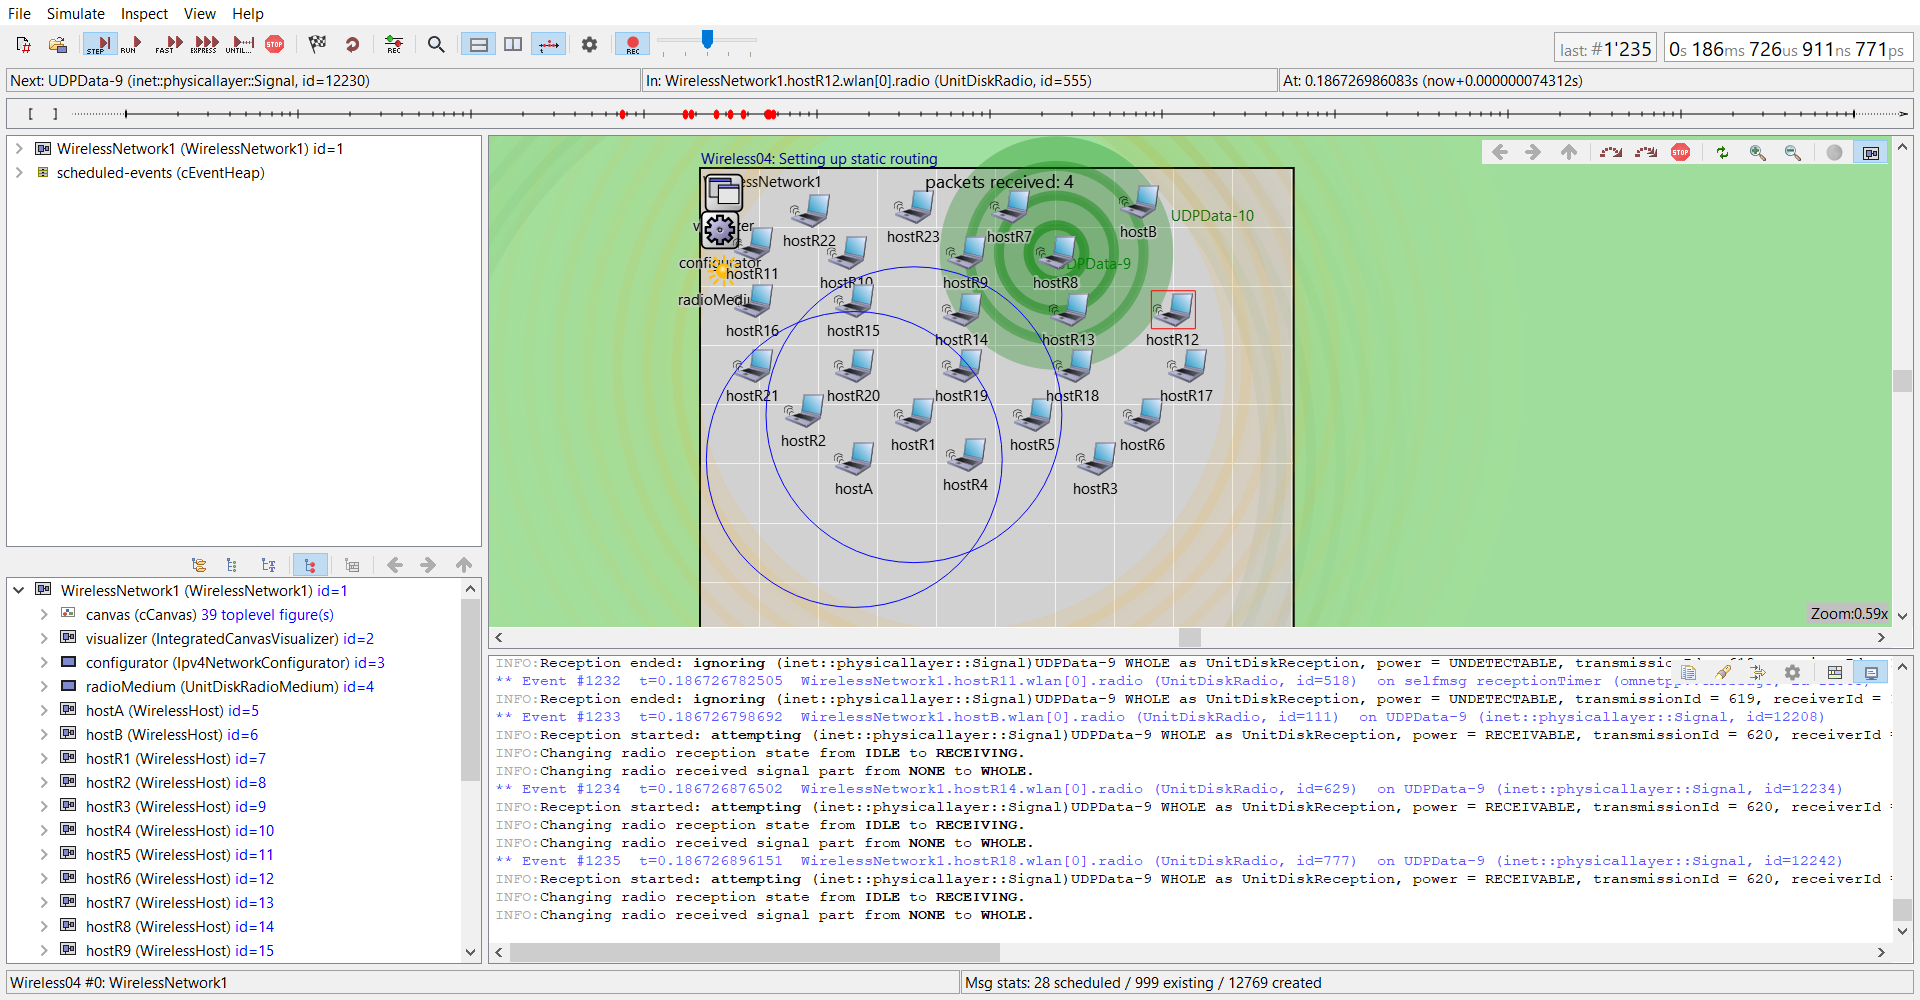 File Simulate Inspect View Help
STEP RUN FAST EXPRESS UNTIL... STOP REC REC
last: #1'235 0s 186ms 726us 911ns 771ps
Next: UDPData-9 (inet::physicallayer::Signal, id=12230) In: WirelessNetwork1.hostR12.wlan[0].radio (UnitDiskRadio, id=555) At: 0.186726986083s (now+0.000000074312s)
[ ]
WirelessNetwork1 (WirelessNetwork1) id=1
scheduled-events (cEventHeap)
Wireless04: Setting up static routing
STOP
essNetwork1 packets received: 4
UDPData-10
hostR22 hostR23 hostR7 hostB
configurator DPData-9
hostR11 hostR10 hostR9 hostR8
radioMediu
hostR16 hostR15 hostR14 hostR13 hostR12
hostR21 hostR20 hostR19 hostR18 hostR17
hostR2 hostR1 hostR5 hostR6
hostA hostR4 hostR3
Zoom:0.59x
WirelessNetwork1 (WirelessNetwork1) id=1
canvas (cCanvas) 39 toplevel figure(s)
visualizer (IntegratedCanvasVisualizer) id=2
configurator (Ipv4NetworkConfigurator) id=3
radioMedium (UnitDiskRadioMedium) id=4
hostA (WirelessHost) id=5
hostB (WirelessHost) id=6
hostR1 (WirelessHost) id=7
hostR2 (WirelessHost) id=8
hostR3 (WirelessHost) id=9
hostR4 (WirelessHost) id=10
hostR5 (WirelessHost) id=11
hostR6 (WirelessHost) id=12
hostR7 (WirelessHost) id=13
hostR8 (WirelessHost) id=14
hostR9 (WirelessHost) id=15
INFO:Reception ended: ignoring (inet::physicallayer::Signal)UDPData-9 WHOLE as UnitDiskReception, power = UNDETECTABLE,
** Event #1232 t=0.186726782505 WirelessNetwork1.hostR11.wlan[0].radio (UnitDiskRadio, id=518) on selfmsg receptionTimer
INFO:Reception ended: ignoring (inet::physicallayer::Signal)UDPData-9 WHOLE as UnitDiskReception, power = UNDETECTABLE, transmissionId = 619, receiverId =
** Event #1233 t=0.186726798692 WirelessNetwork1.hostB.wlan[0].radio (UnitDiskRadio, id=111) on UDPData-9 (inet::physicallayer::Signal, id=12208)
INFO:Reception started: attempting (inet::physicallayer::Signal)UDPData-9 WHOLE as UnitDiskReception, power = RECEIVABLE, transmissionId = 620, receiverId =
INFO:Changing radio reception state from IDLE to RECEIVING.
INFO:Changing radio received signal part from NONE to WHOLE.
** Event #1234 t=0.186726876502 WirelessNetwork1.hostR14.wlan[0].radio (UnitDiskRadio, id=629) on UDPData-9 (inet::physicallayer::Signal, id=12234)
INFO:Reception started: attempting (inet::physicallayer::Signal)UDPData-9 WHOLE as UnitDiskReception, power = RECEIVABLE, transmissionId = 620, receiverId =
INFO:Changing radio reception state from IDLE to RECEIVING.
INFO:Changing radio received signal part from NONE to WHOLE.
** Event #1235 t=0.186726896151 WirelessNetwork1.hostR18.wlan[0].radio (UnitDiskRadio, id=777) on UDPData-9 (inet::physicallayer::Signal, id=12242)
INFO:Reception started: attempting (inet::physicallayer::Signal)UDPData-9 WHOLE as UnitDiskReception, power = RECEIVABLE, transmissionId = 620, receiverId =
INFO:Changing radio reception state from IDLE to RECEIVING.
INFO:Changing radio received signal part from NONE to WHOLE.
Wireless04 #0: WirelessNetwork1 Msg stats: 28 scheduled / 999 existing / 12769 created